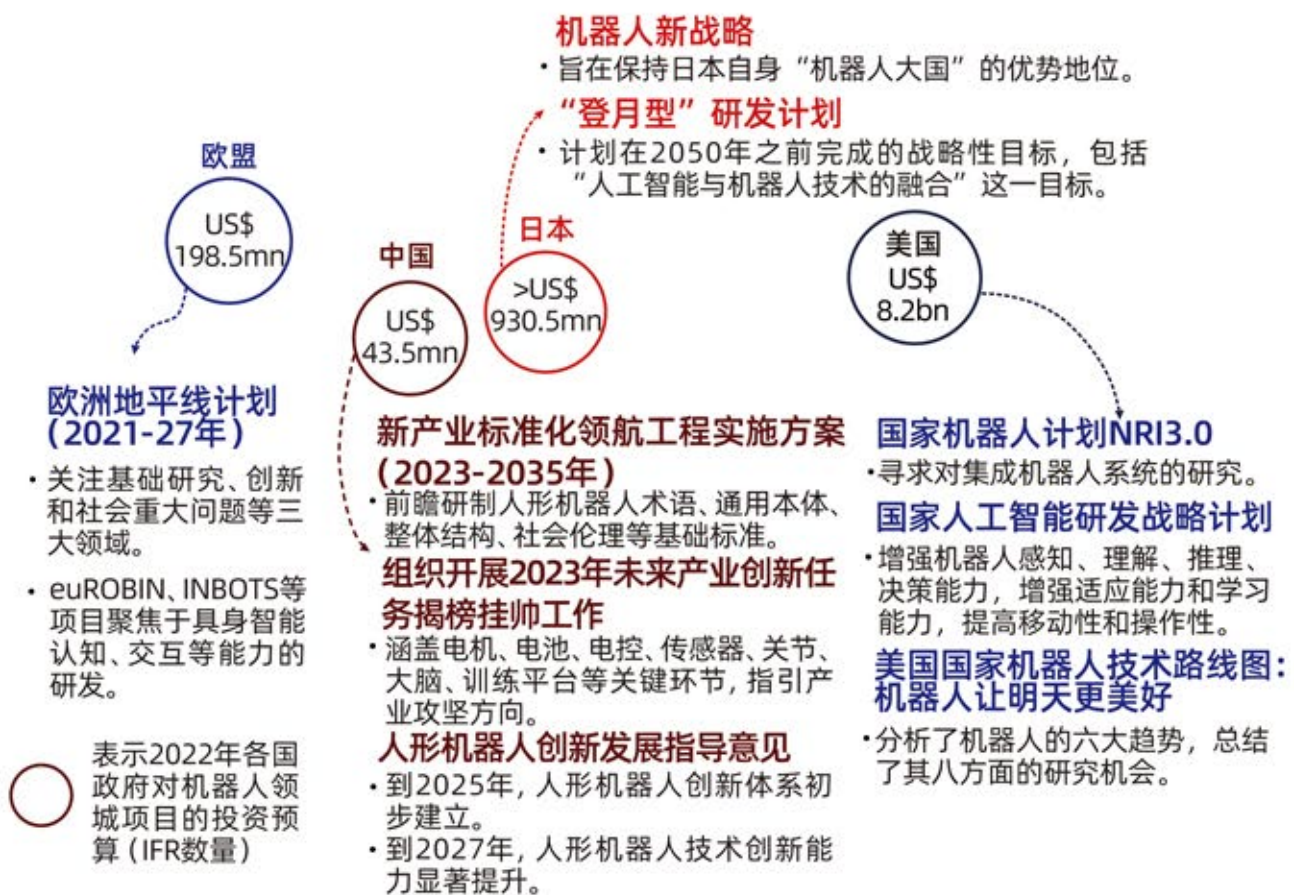 机器人新战略
· 旨在保持日本自身“机器人大国”的优势地位。
“登月型”研发计划
· 计划在2050年之前完成的战略性目标，包括
“人工智能与机器人技术的融合”这一目标。
欧盟
US$
198.5mn
中国
US$
43.5mn
日本
>US$
930.5mn
美国
US$
8.2bn
欧洲地平线计划
(2021-27年)
· 关注基础研究、创新
和社会重大问题等三
大领域。
· euROBIN、INBOTS等
项目聚焦于具身智能
认知、交互等能力的
研发。
表示2022年各国
政府对机器人领
城项目的投资预
算 (IFR数量)
新产业标准化领航工程实施方案
(2023-2035年)
· 前瞻研制人形机器人术语、通用本体、
整体结构、社会伦理等基础标准。
组织开展2023年未来产业创新任
务揭榜挂帅工作
· 涵盖电机、电池、电控、传感器、关节、
大脑、训练平台等关键环节, 指引产
业攻坚方向。
人形机器人创新发展指导意见
· 到2025年, 人形机器人创新体系初
步建立。
· 到2027年, 人形机器人技术创新能
力显著提升。
国家机器人计划NRI3.0
· 寻求对集成机器人系统的研究。
国家人工智能研发战略计划
· 增强机器人感知、理解、推理、
决策能力，增强适应能力和学习
能力，提高移动性和操作性。
美国国家机器人技术路线图：
机器人让明天更美好
· 分析了机器人的六大趋势，总结
了其八方面的研究机会。